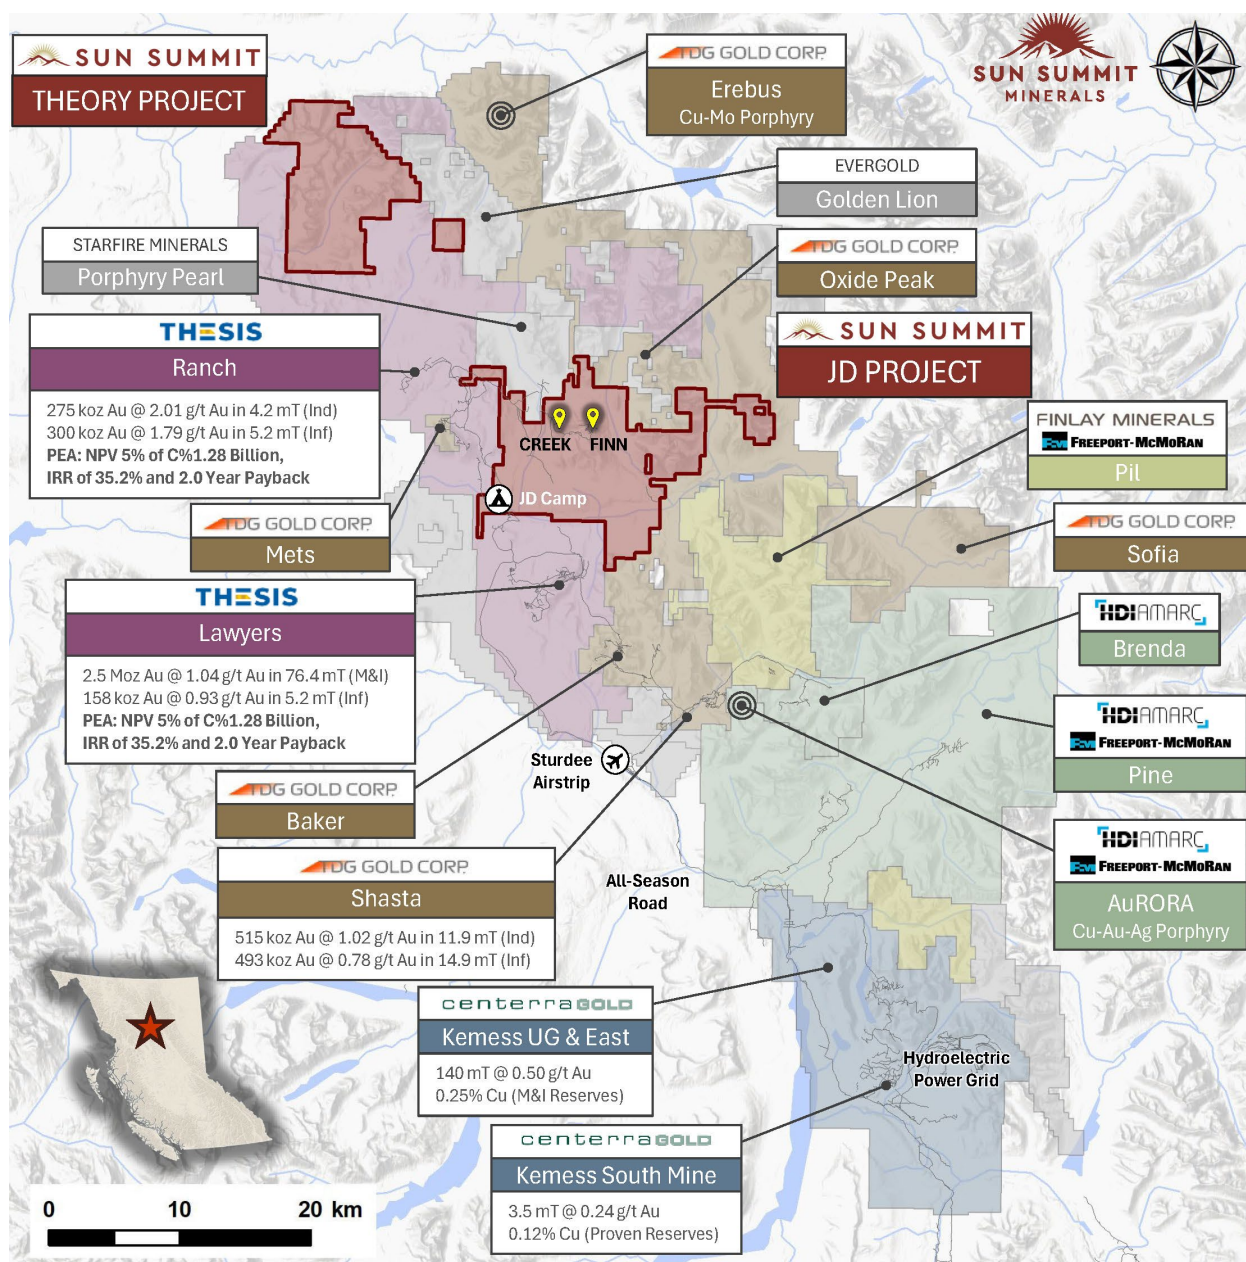 SUN SUMMIT
THEORY PROJECT
TDG GOLD CORP.
Erebus
Cu-Mo Porphyry
SUN SUMMIT
MINERALS
EVERGOLD
Golden Lion
STARFIRE MINERALS
Porphyry Pearl
TDG GOLD CORP.
Oxide Peak
THESIS
Ranch
275 koz Au @ 2.01 g/t Au in 4.2 mT (Ind)
300 koz Au @ 1.79 g/t Au in 5.2 mT (Inf)
PEA: NPV 5% of C%1.28 Billion,
IRR of 35.2% and 2.0 Year Payback
SUN SUMMIT
JD PROJECT
CREEK
FINN
FINLAY MINERALS
FCX FREEPORT-McMoRAN
Pil
JD Camp
TDG GOLD CORP.
Mets
TDG GOLD CORP.
Sofia
THESIS
Lawyers
2.5 Moz Au @ 1.04 g/t Au in 76.4 mT (M&I)
158 koz Au @ 0.93 g/t Au in 5.2 mT (Inf)
PEA: NPV 5% of C%1.28 Billion,
IRR of 35.2% and 2.0 Year Payback
HDI AMARC
Brenda
HDI AMARC
FCX FREEPORT-McMoRAN
Pine
Sturdee
Airstrip
TDG GOLD CORP.
Baker
HDI AMARC
FCX FREEPORT-McMoRAN
AuRORA
Cu-Au-Ag Porphyry
TDG GOLD CORP.
Shasta
515 koz Au @ 1.02 g/t Au in 11.9 mT (Ind)
493 koz Au @ 0.78 g/t Au in 14.9 mT (Inf)
All-Season
Road
centerraGOLD
Kemess UG & East
140 mT @ 0.50 g/t Au
0.25% Cu (M&I Reserves)
Hydroelectric
Power Grid
centerraGOLD
Kemess South Mine
3.5 mT @ 0.24 g/t Au
0.12% Cu (Proven Reserves)
0 10 20 km